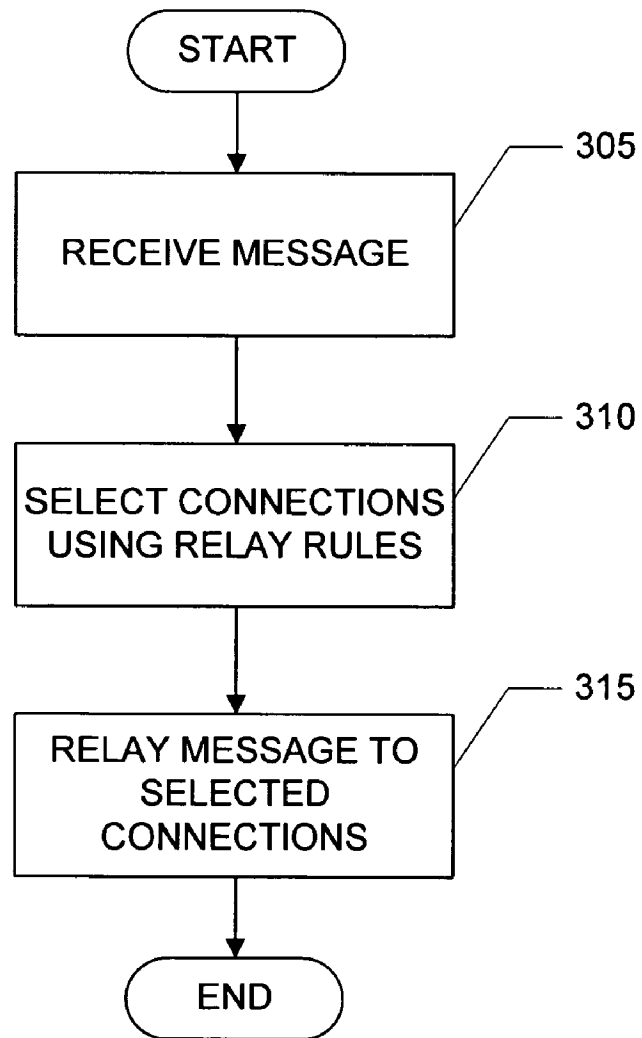 START
305
RECEIVE MESSAGE
310
SELECT CONNECTIONS
USING RELAY RULES
315
RELAY MESSAGE TO
SELECTED
CONNECTIONS
END